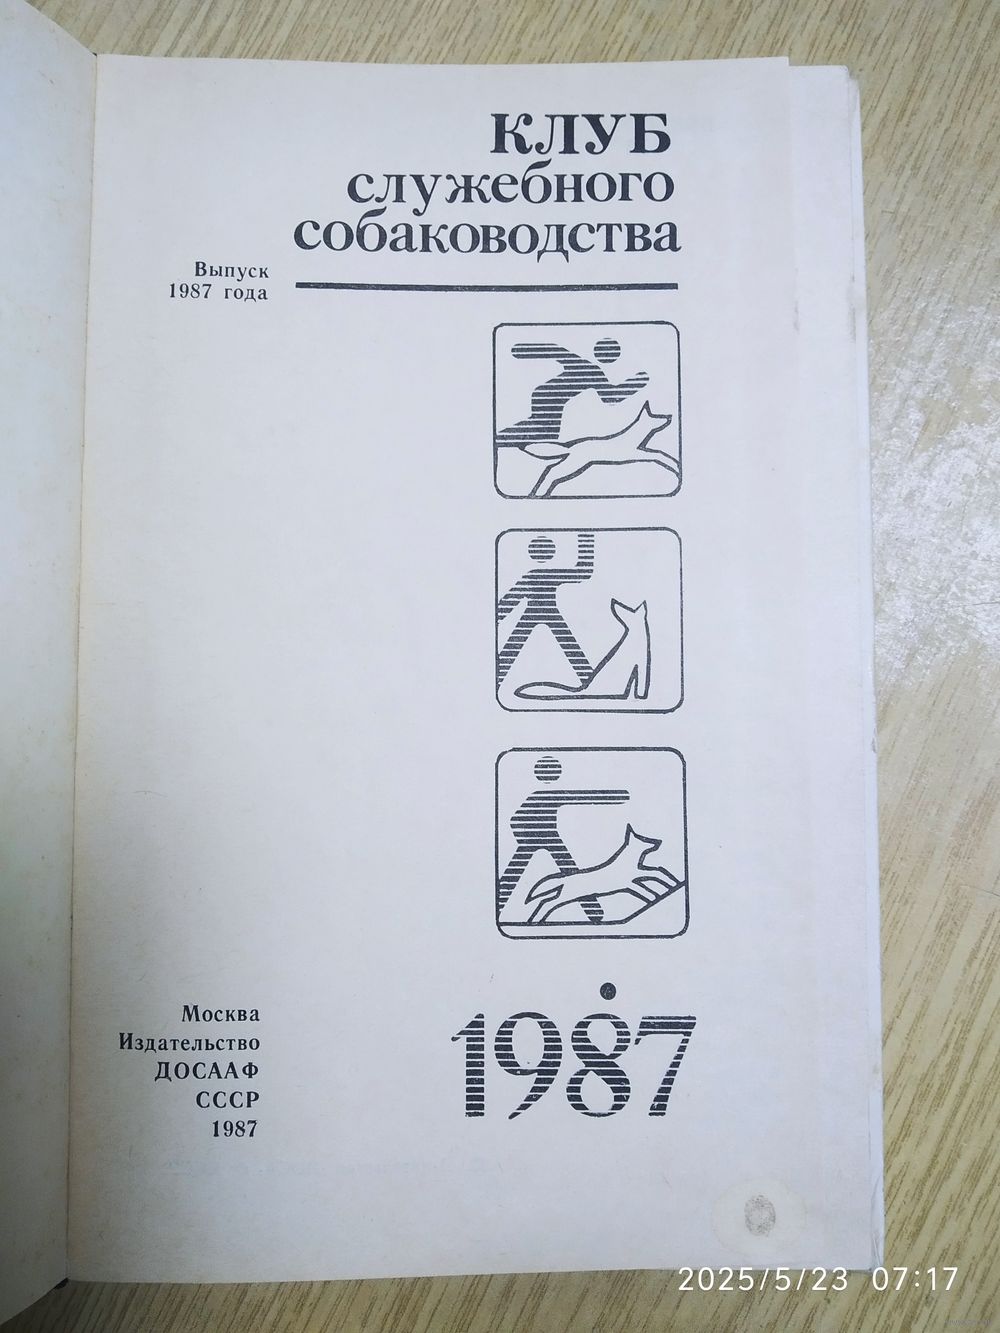 КЛУБ
служебного
собаководства
Выпуск
1987 года
Москва
Издательство
ДОСААФ
СССР
1987
1987
2025/5/23 07:17